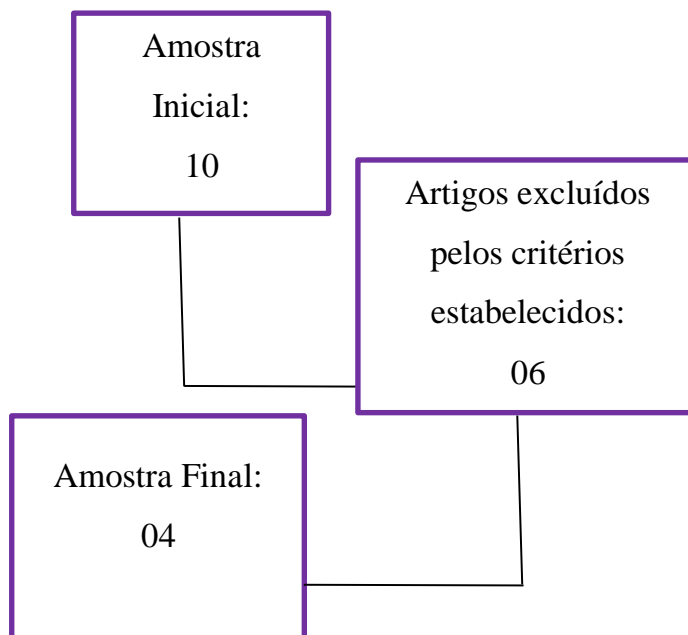 Amostra
Inicial:
10
Artigos excluídos
pelos critérios
estabelecidos:
06
Amostra Final:
04